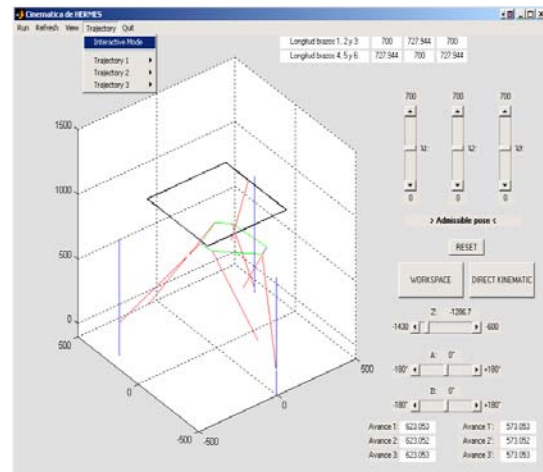 Cinematica de HERMES
Run Refresh View Trajectory Quit
Interactive Mode
Trajectory 1
Trajectory 2
Trajectory 3
Longitud brazos 1, 2 y 3: 700 727.944 700
Longitud brazos 4, 5 y 6: 727.944 700 727.944
700 700 700
0 0 0
> Admissible pose <
RESET
WORKSPACE DIRECT KINEMATIC
Z: -1286.7
-1430 -600
A: 0°
-180° +180°
B: 0°
-180° +180°
Avance 1: 623.053 Avance 1': 573.053
Avance 2: 623.052 Avance 2': 573.052
Avance 3: 623.053 Avance 3': 573.053
1500
1000
500
0
500
0
-500
-500
0
500